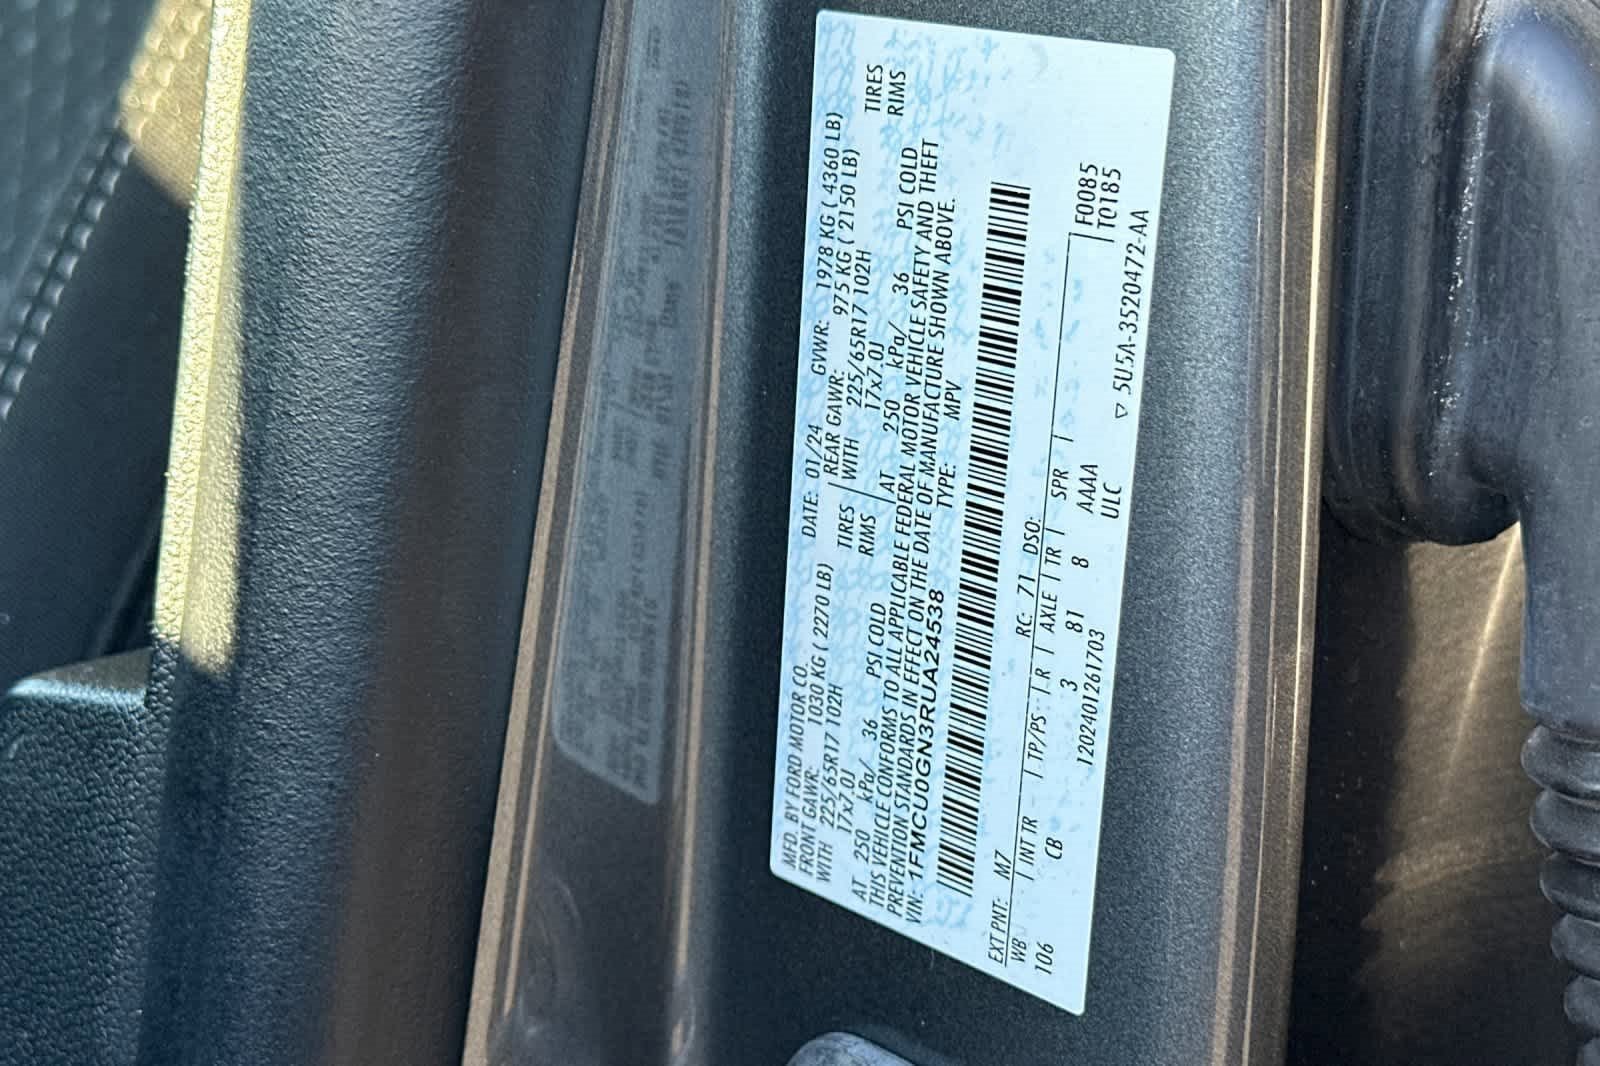 MFD. BY FORD MOTOR CO. DATE: 01/24 GVWR: 1978 KG ( 4360 LB)
FRONT GAWR: 1030 KG ( 2270 LB) REAR GAWR: 975 KG ( 2150 LB)
WITH 225/65R17 102H TIRES WITH 225/65R17 102H TIRES
17x7.0J RIMS 17x7.0J RIMS
AT 250 kPa/ 36 PSI COLD AT 250 kPa/ 36 PSI COLD
THIS VEHICLE CONFORMS TO ALL APPLICABLE FEDERAL MOTOR VEHICLE SAFETY AND THEFT
PREVENTION STANDARDS IN EFFECT ON THE DATE OF MANUFACTURE SHOWN ABOVE.
VIN: 1FMCU0GN3RUA24538 TYPE: MPV
EXT PNT: M7 RC: 71 DSO: F0085
WB INT TR TP/PS R AXLE TR SPR T0185
106 CB 3 81 8 AAAA
1202401261703 ULC
▽ 5U5A-3520472-AA